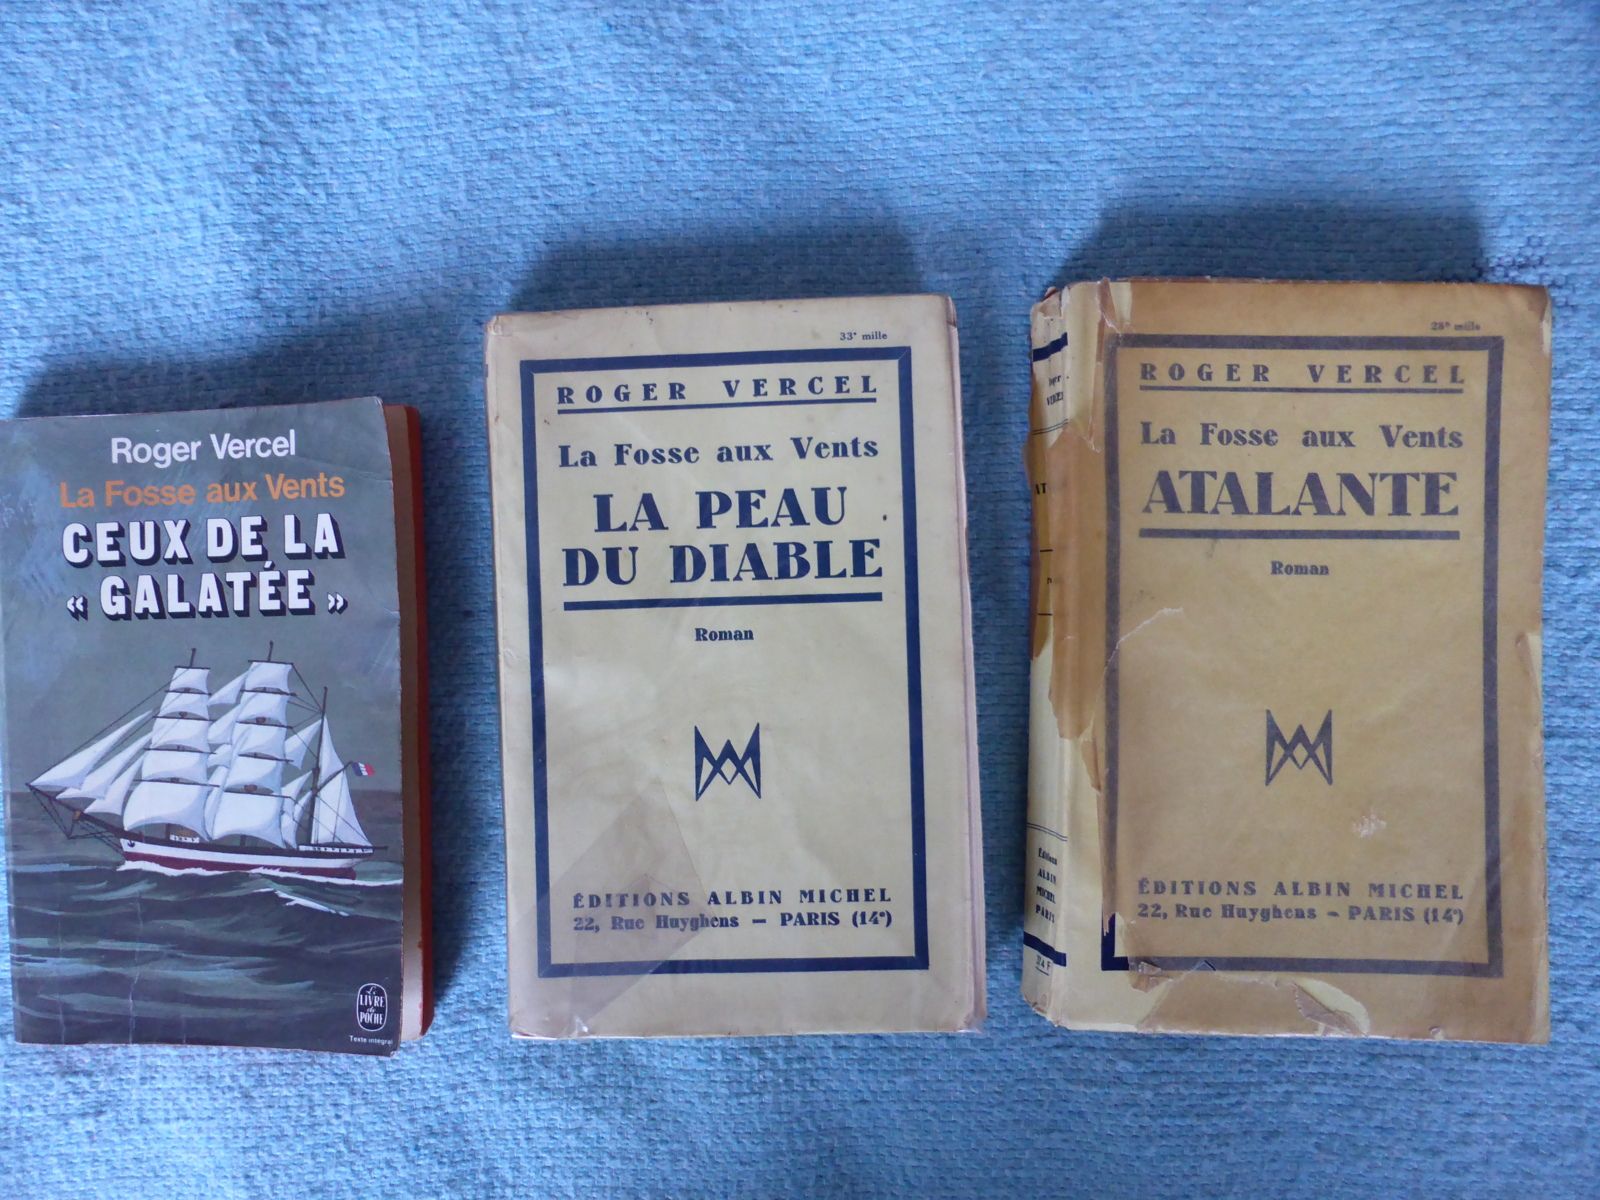 Roger Vercel
La Fosse aux Vents
CEUX DE LA
« GALATÉE »
Le
LIVRE
de
POCHE
Texte intégral
33e mille
ROGER VERCEL
La Fosse aux Vents
LA PEAU
DU DIABLE
Roman
ÉDITIONS ALBIN MICHEL
22, Rue Huyghens — PARIS (14e)
VERCEL
AT
Éditions
ALBIN
MICHEL
PARIS
28e mille
ROGER VERCEL
La Fosse aux Vents
ATALANTE
Roman
ÉDITIONS ALBIN MICHEL
22, Rue Huyghens — PARIS (14e)